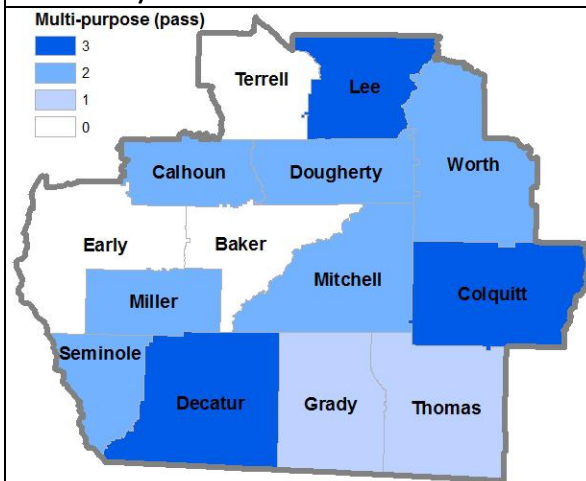 Multi-purpose (pass)
3
2
1
0
Terrell
Lee
Worth
Calhoun
Dougherty
Early
Baker
Mitchell
Colquitt
Miller
Seminole
Decatur
Grady
Thomas